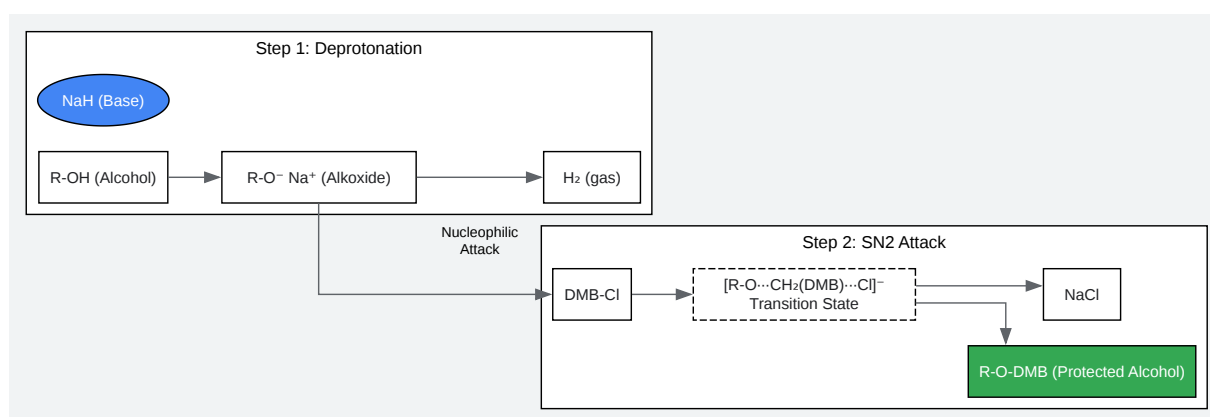 Step 1: Deprotonation
NaH (Base)
R-OH (Alcohol)
R-O⁻ Na⁺ (Alkoxide)
H₂ (gas)
Nucleophilic
Attack
Step 2: SN2 Attack
DMB-Cl
[R-O···CH₂(DMB)···Cl]⁻
Transition State
NaCl
R-O-DMB (Protected Alcohol)